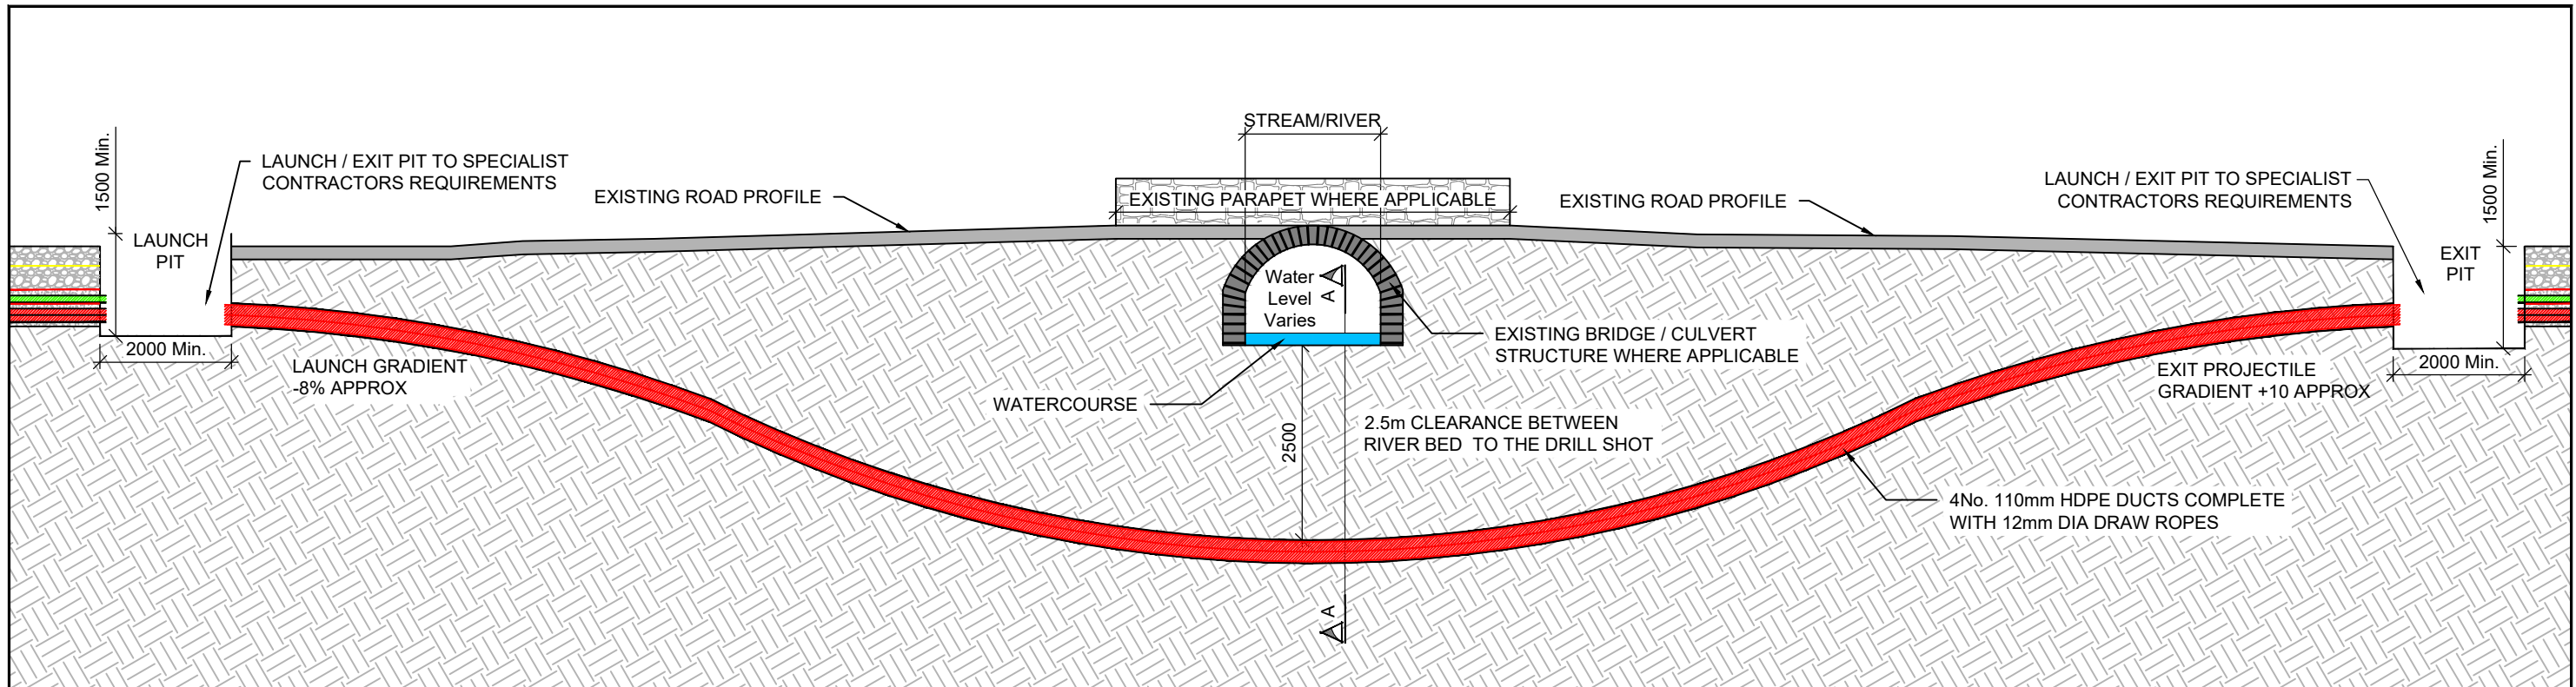 STREAM/RIVER
1500 Min.
LAUNCH / EXIT PIT TO SPECIALIST
CONTRACTORS REQUIREMENTS
EXISTING ROAD PROFILE
EXISTING PARAPET WHERE APPLICABLE
EXISTING ROAD PROFILE
LAUNCH / EXIT PIT TO SPECIALIST
CONTRACTORS REQUIREMENTS
1500 Min.
LAUNCH
PIT
EXIT
PIT
Water
Level
Varies
A
2000 Min.
LAUNCH GRADIENT
-8% APPROX
EXISTING BRIDGE / CULVERT
STRUCTURE WHERE APPLICABLE
2000 Min.
EXIT PROJECTILE
GRADIENT +10 APPROX
WATERCOURSE
2500
2.5m CLEARANCE BETWEEN
RIVER BED TO THE DRILL SHOT
4No. 110mm HDPE DUCTS COMPLETE
WITH 12mm DIA DRAW ROPES
A